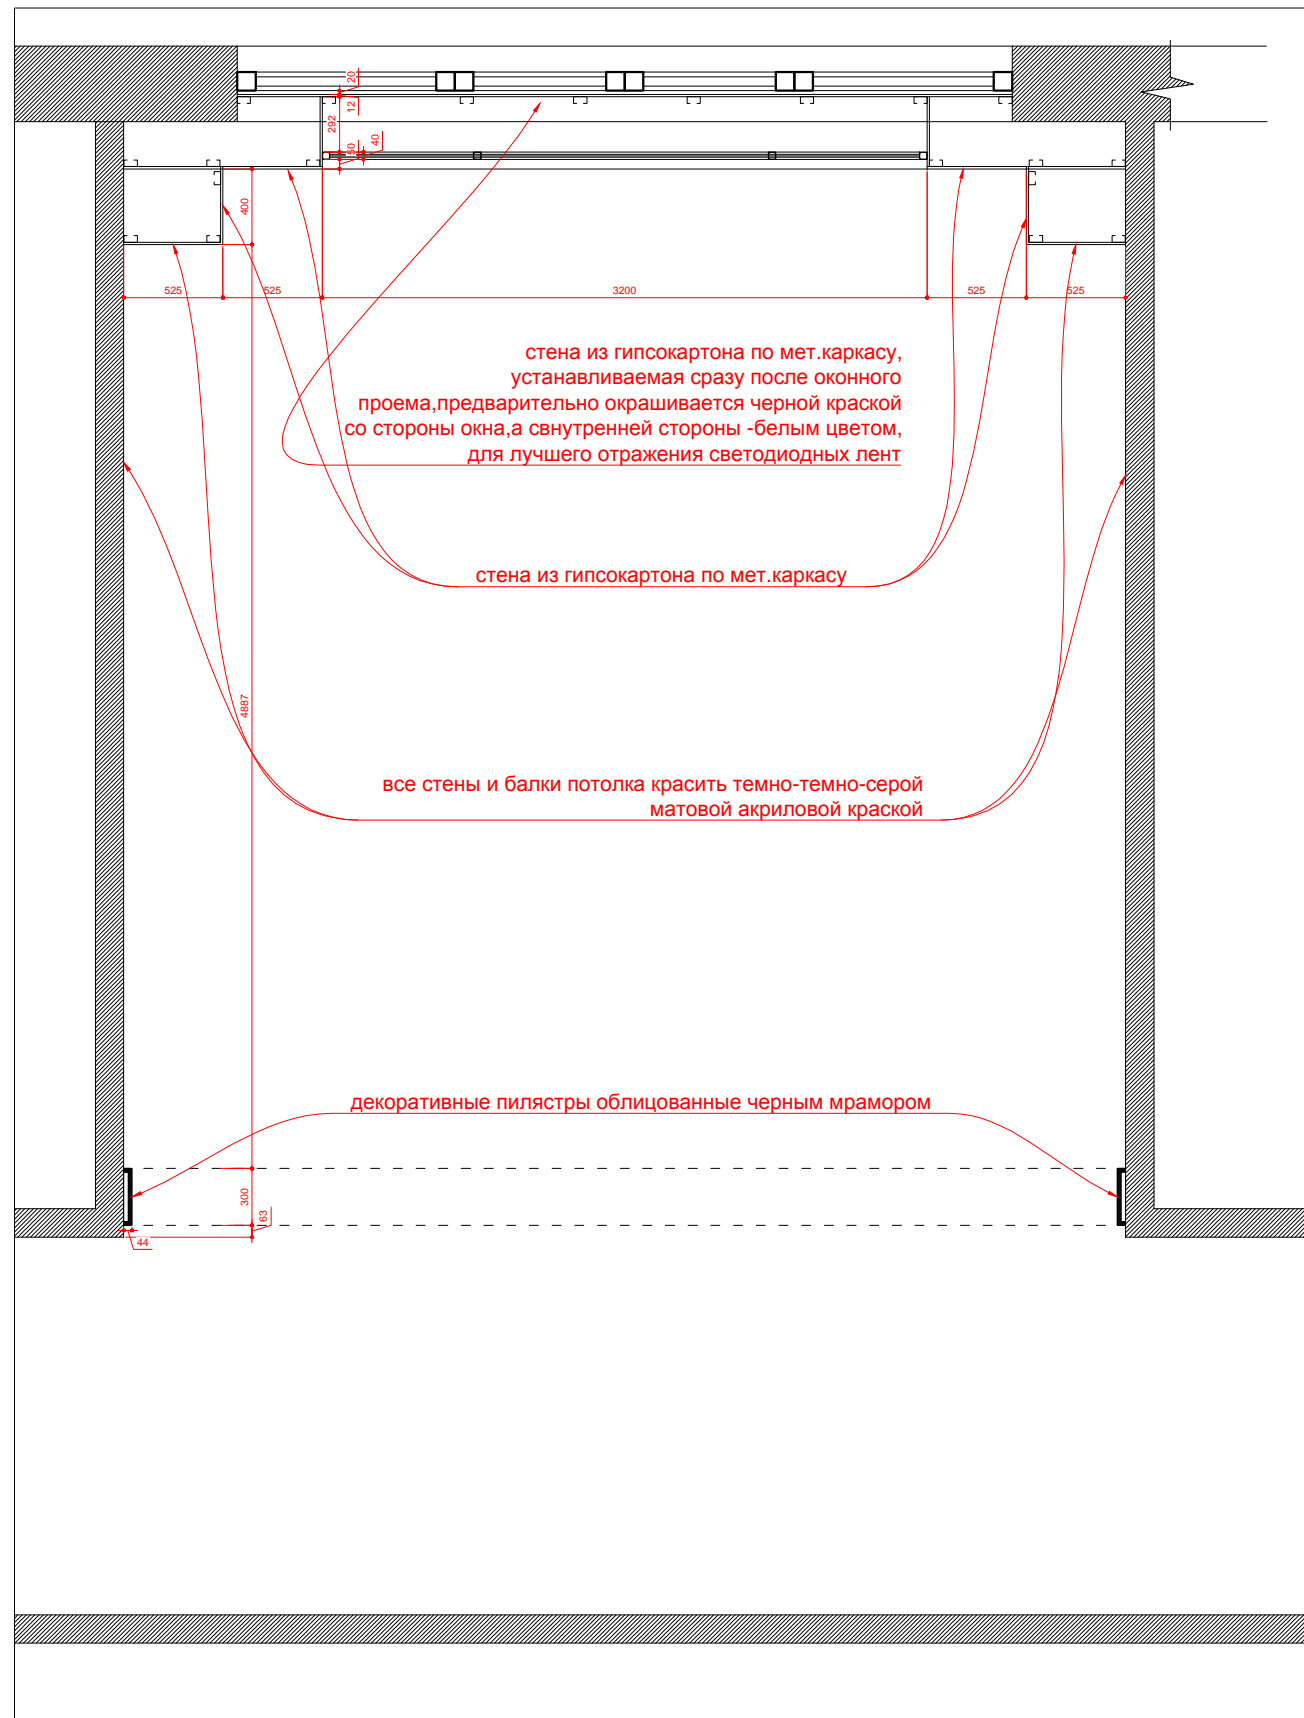 20
12
292
50
40
400
525
525
3200
525
525
стена из гипсокартона по мет.каркасу,
устанавливаемая сразу после оконного
проема,предварительно окрашивается черной краской
со стороны окна,а свнутренней стороны -белым цветом,
для лучшего отражения светодиодных лент
стена из гипсокартона по мет.каркасу
4887
все стены и балки потолка красить темно-темно-серой
матовой акриловой краской
декоративные пилястры облицованные черным мрамором
300
63
44